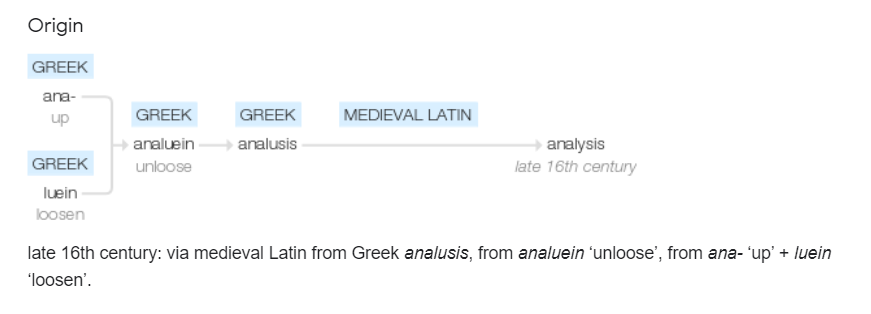 Origin
GREEK
ana-
up
GREEK
luein
loosen
GREEK
analuein
unloose
GREEK
analusis
MEDIEVAL LATIN
analysis
late 16th century
late 16th century: via medieval Latin from Greek analusis, from analuein ‘unloose’, from ana- ‘up’ + luein
‘loosen’.